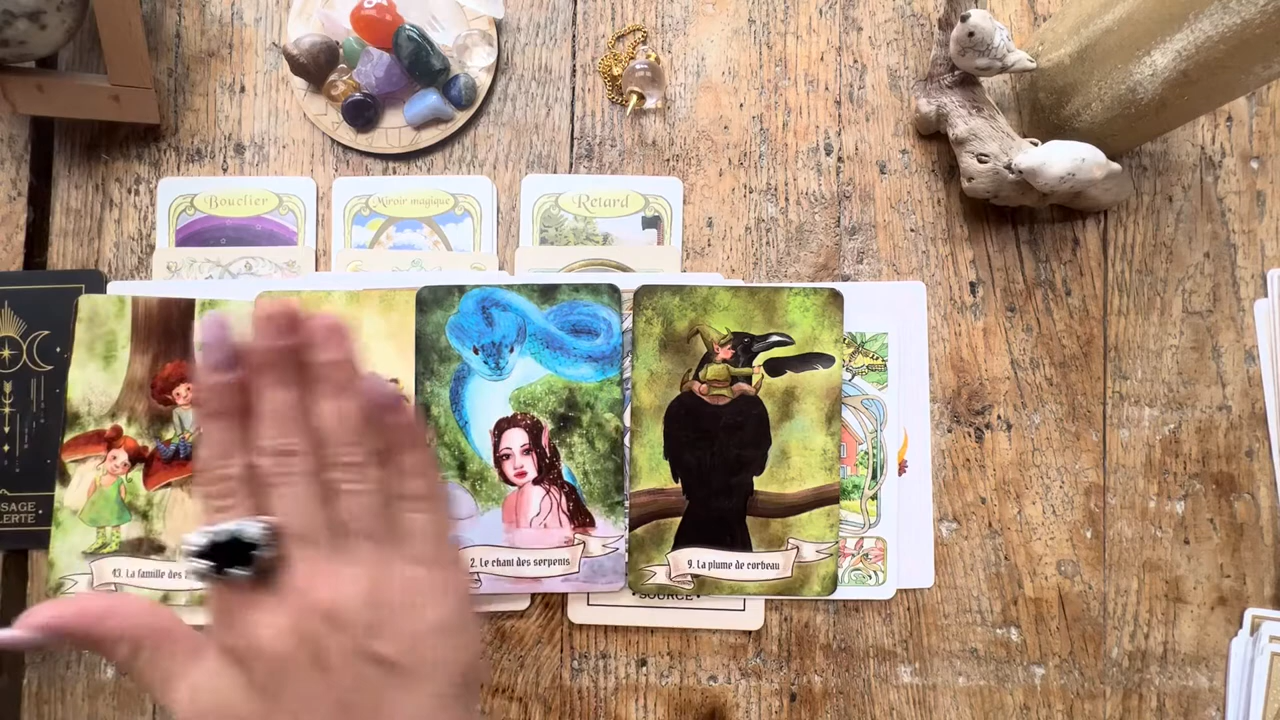 Bouclier
Miroir magique
Retard
SAGE
LERTE
43. La famille des
2. Le chant des serpents
9. La plume de corbeau
SOURCE